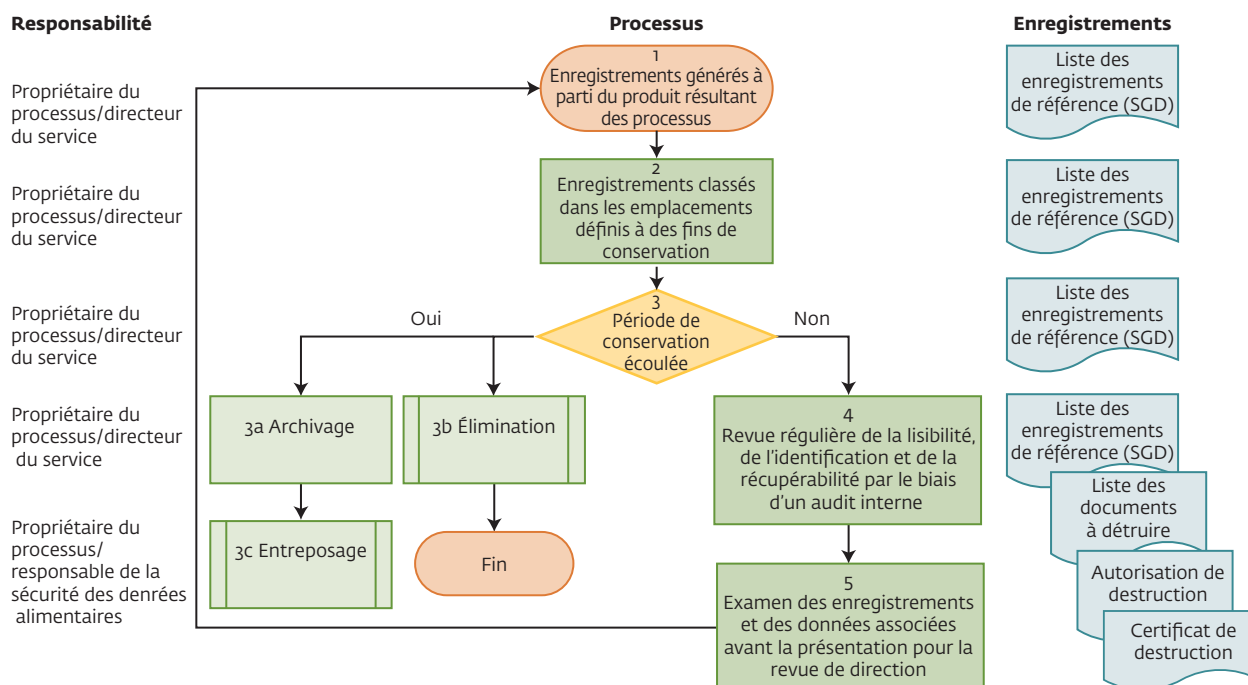 Responsabilité
Processus
Enregistrements
Propriétaire du
processus/directeur
du service
1
Enregistrements générés à
parti du produit résultant
des processus
Liste des
enregistrements
de référence (SGD)
Propriétaire du
processus/directeur
du service
2
Enregistrements classés
dans les emplacements
définis à des fins de
conservation
Liste des
enregistrements
de référence (SGD)
Propriétaire du
processus/directeur
du service
Oui
3
Période de
conservation
écoulée
Non
Liste des
enregistrements
de référence (SGD)
Propriétaire du
processus/directeur
du service
3a Archivage
3b Élimination
4
Revue régulière de la lisibilité,
de l'identification et de la
récupérabilité par le biais
d'un audit interne
Liste des
enregistrements
de référence (SGD)
Liste des
documents
à détruire
Propriétaire du
processus/
responsable de la
sécurité des denrées
alimentaires
3c Entreposage
Fin
5
Examen des enregistrements
et des données associées
avant la présentation pour la
revue de direction
Autorisation de
destruction
Certificat de
destruction